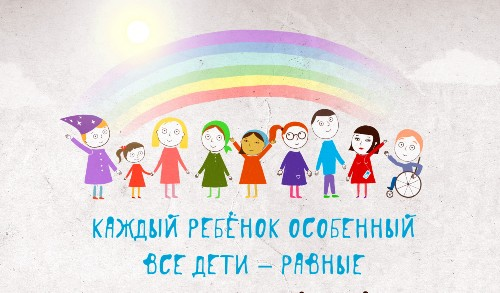 КАЖДЫЙ РЕБЁНОК ОСОБЕННЫЙ
ВСЕ ДЕТИ – РАВНЫЕ